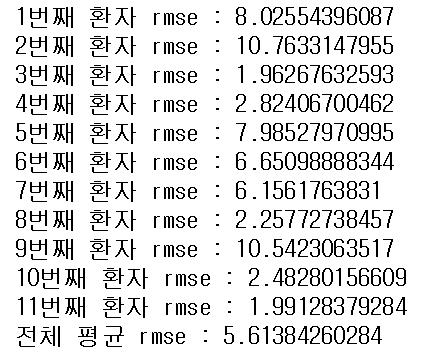 1번째 환자 rmse : 8.02554396087
2번째 환자 rmse : 10.7633147955
3번째 환자 rmse : 1.96267632593
4번째 환자 rmse : 2.82406700462
5번째 환자 rmse : 7.98527970995
6번째 환자 rmse : 6.65098888344
7번째 환자 rmse : 6.1561763831
8번째 환자 rmse : 2.25772738457
9번째 환자 rmse : 10.5423063517
10번째 환자 rmse : 2.48280156609
11번째 환자 rmse : 1.99128379284
전체 평균 rmse : 5.61384260284